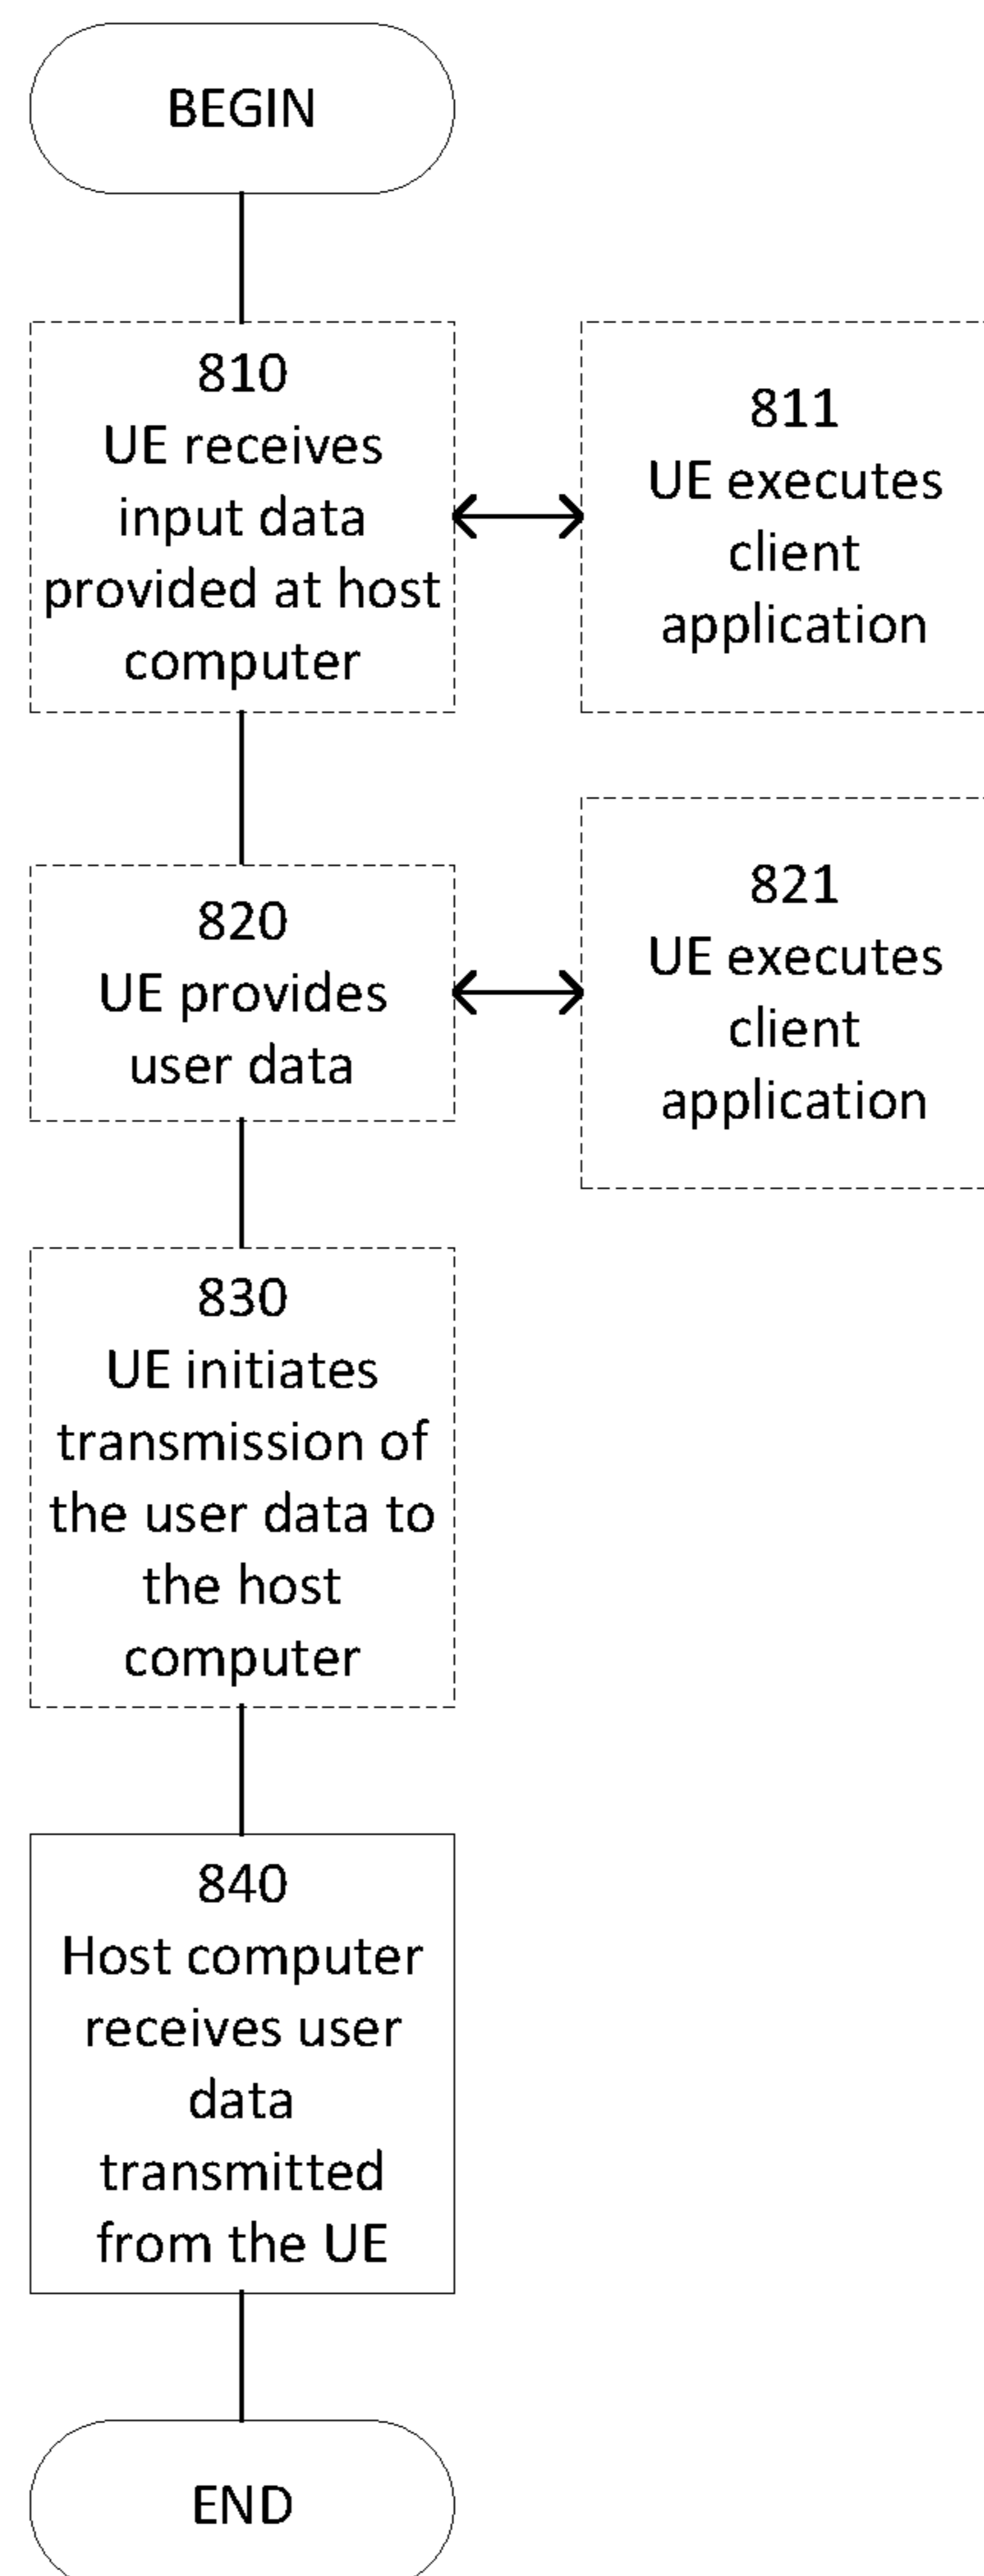 BEGIN
810
UE receives
input data
provided at host
computer
811
UE executes
client
application
820
UE provides
user data
821
UE executes
client
application
830
UE initiates
transmission of
the user data to
the host
computer
840
Host computer
receives user
data
transmitted
from the UE
END